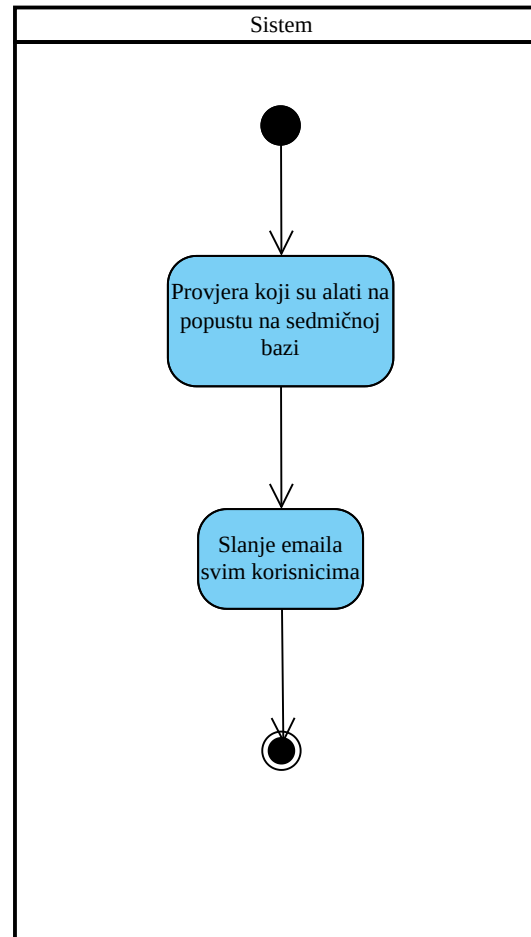 Sistem
Provjera koji su alati na
popustu na sedmičnoj
bazi
Slanje emaila
svim korisnicima